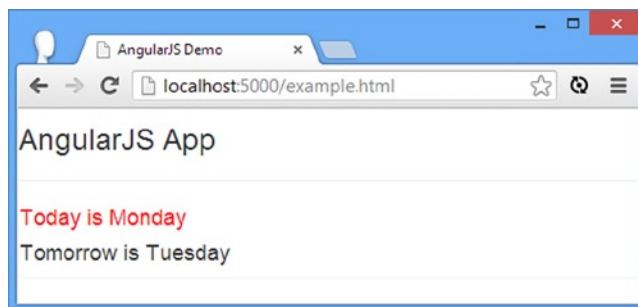 AngularJS Demo
localhost:5000/example.html
AngularJS App
Today is Monday
Tomorrow is Tuesday